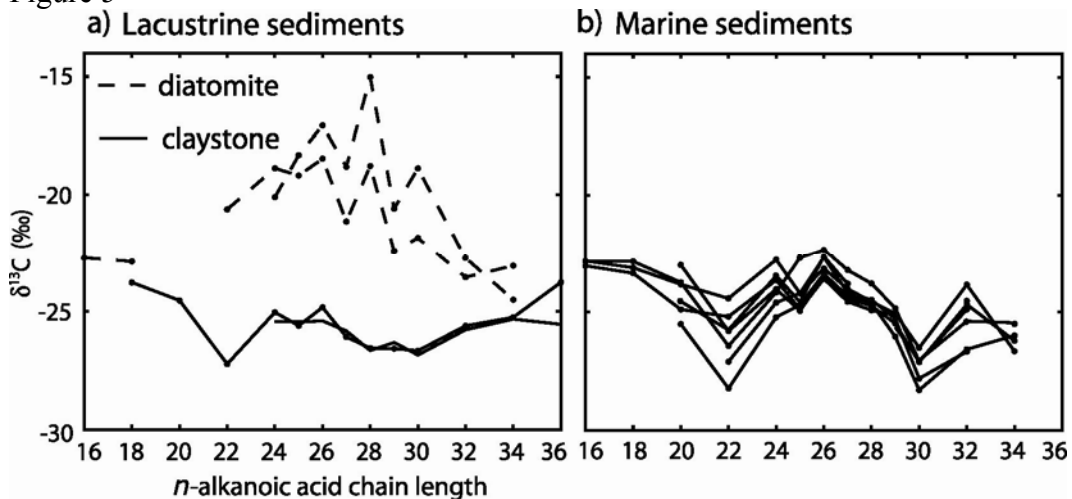 Figure 3
a) Lacustrine sediments
b) Marine sediments
-15
-20
-25
-30
δ¹³C (‰)
diatomite
claystone
16 18 20 22 24 26 28 30 32 34 36
16 18 20 22 24 26 28 30 32 34 36
n-alkanoic acid chain length